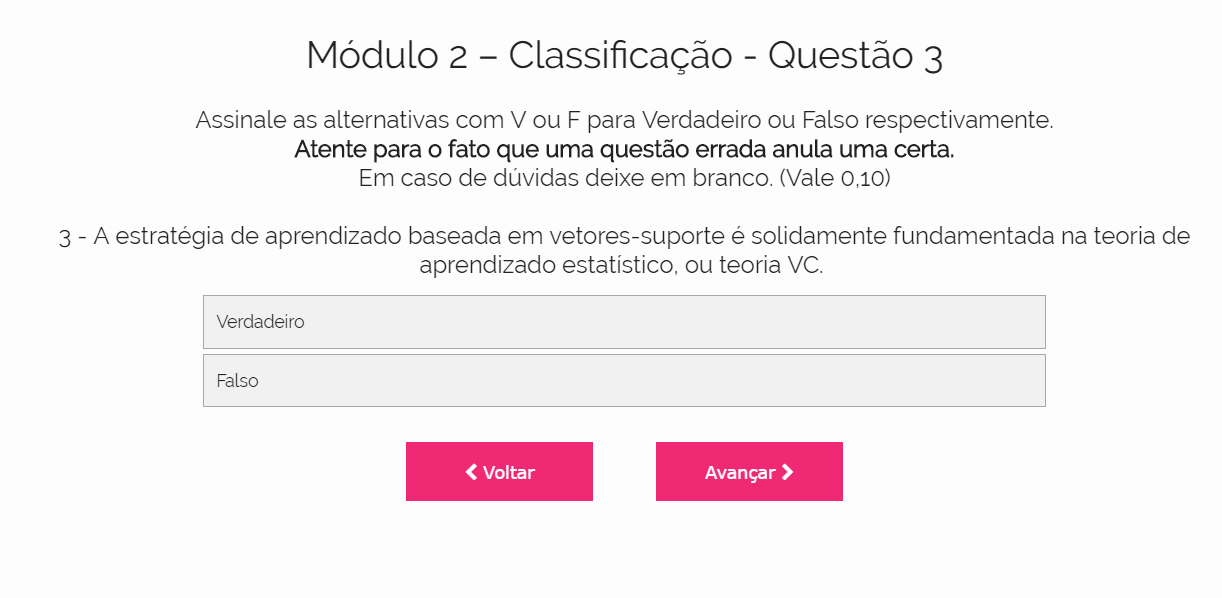 Módulo 2 – Classificação - Questão 3
Assinale as alternativas com V ou F para Verdadeiro ou Falso respectivamente.
Atente para o fato que uma questão errada anula uma certa.
Em caso de dúvidas deixe em branco. (Vale 0,10)
3 - A estratégia de aprendizado baseada em vetores-suporte é solidamente fundamentada na teoria de
aprendizado estatístico, ou teoria VC.
Verdadeiro
Falso
Voltar
Avançar